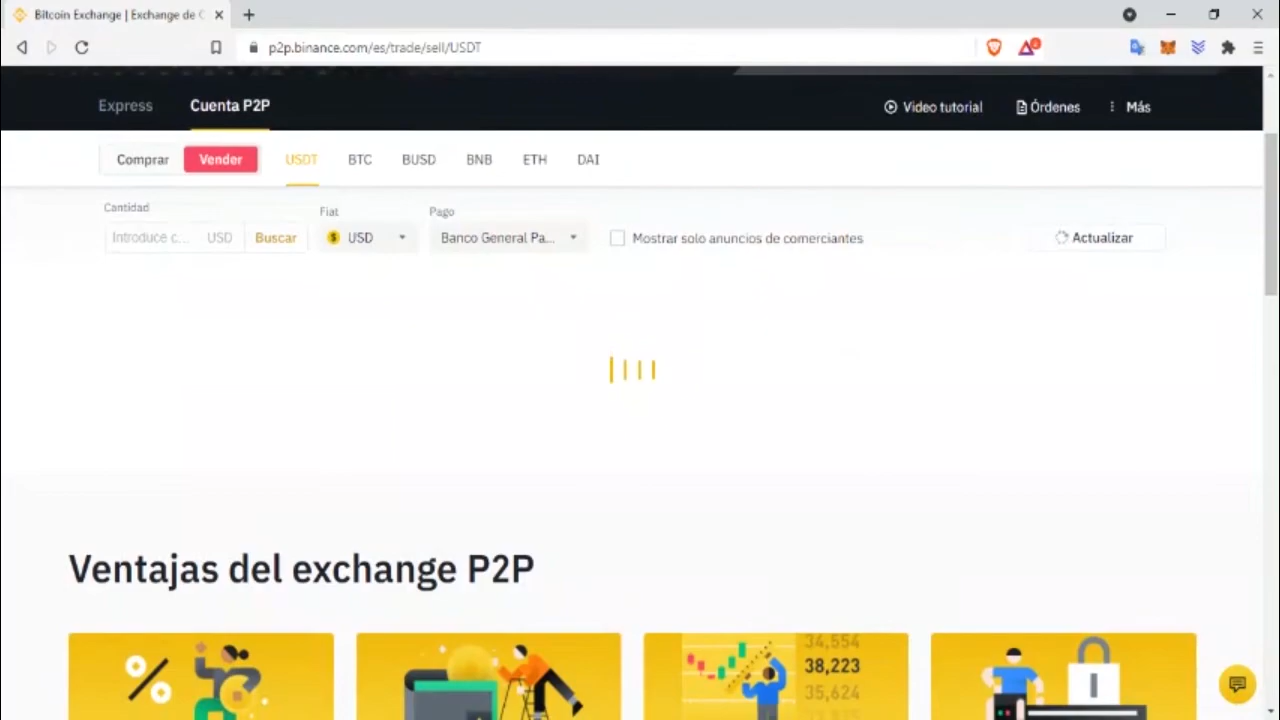 Bitcoin Exchange | Exchange de C
p2p.binance.com/es/trade/sell/USDT
Express Cuenta P2P Video tutorial Órdenes Más
Comprar Vender USDT BTC BUSD BNB ETH DAI
Cantidad Fiat Pago
Introduce c... USD Buscar USD Banco General Pa... Mostrar solo anuncios de comerciantes Actualizar
Ventajas del exchange P2P
34,554
38,223
35,624